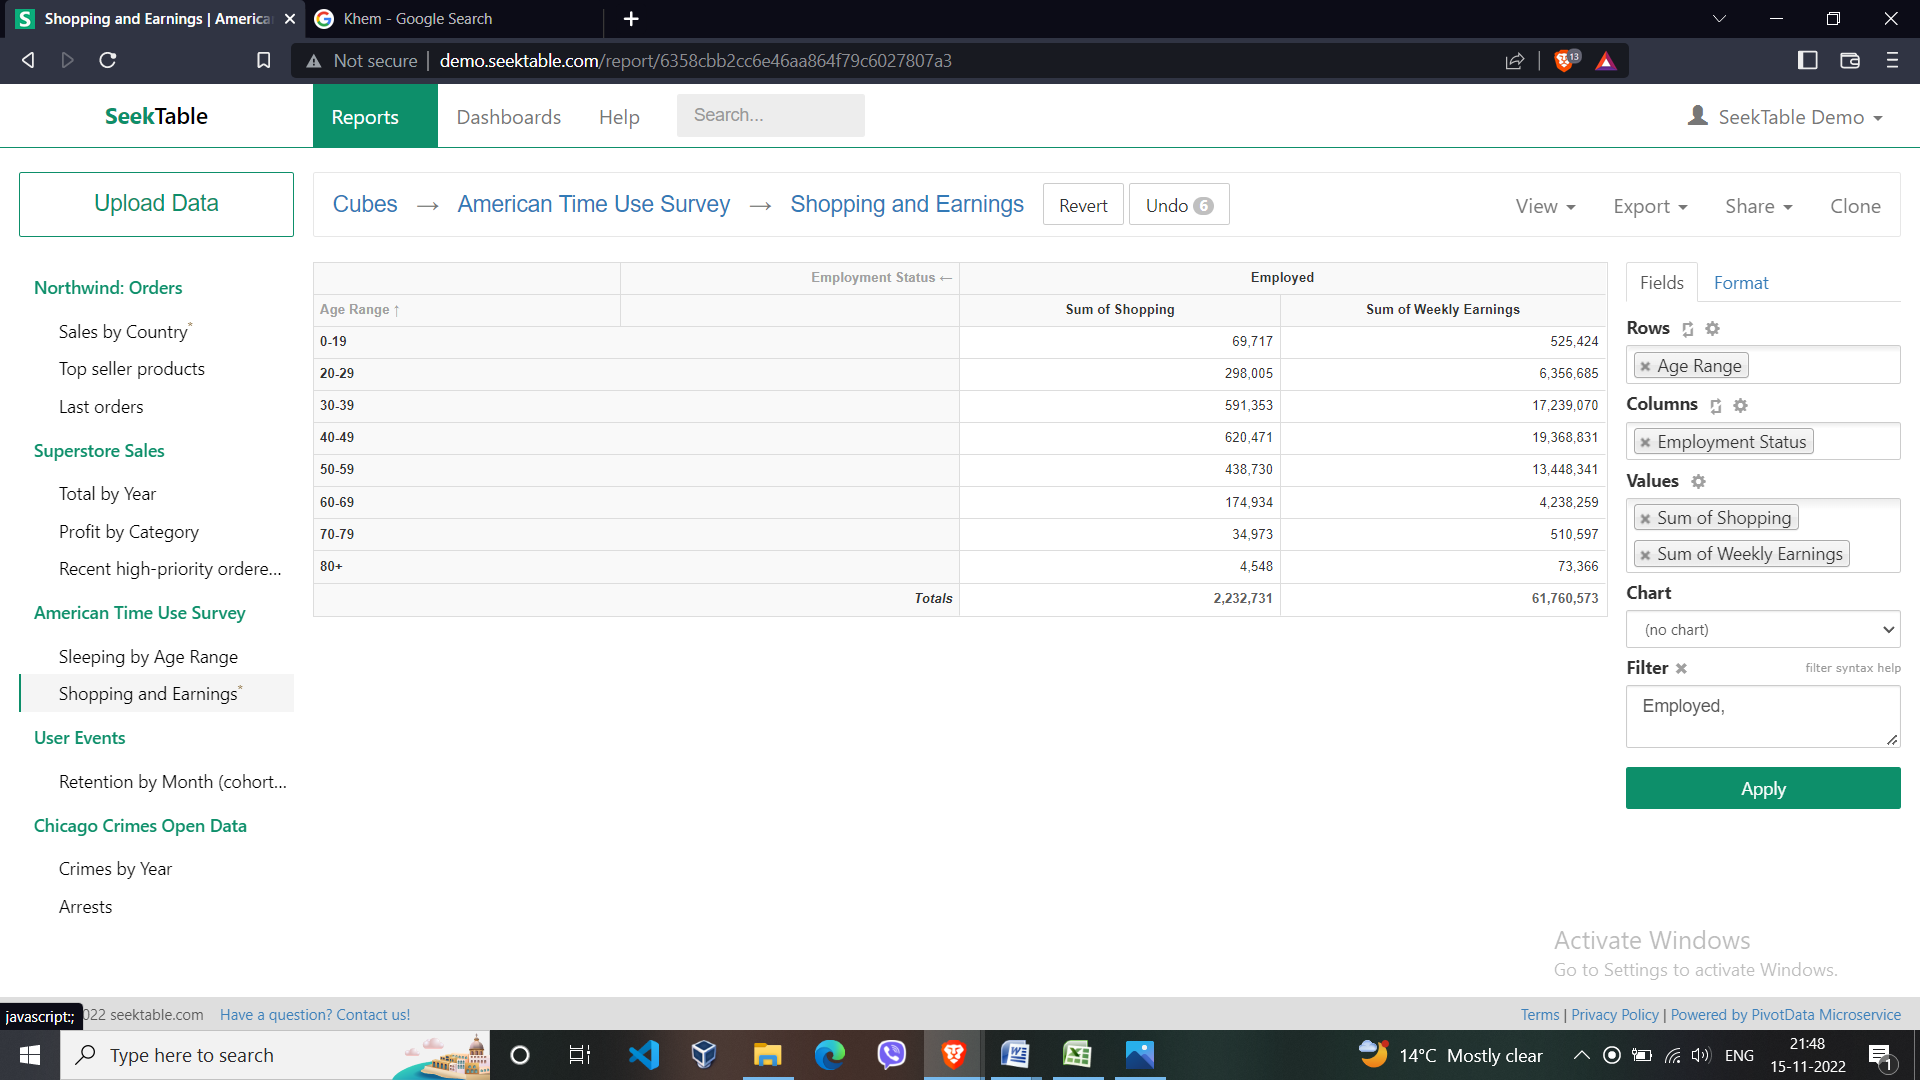 Shopping and Earnings | America
Khem - Google Search
Not secure
demo.seektable.com/report/6358cbb2cc6e46aa864f79c6027807a3
13
SeekTable
Reports
Dashboards
Help
Search...
SeekTable Demo
Upload Data
Cubes → American Time Use Survey → Shopping and Earnings
Revert
Undo 6
View
Export
Share
Clone
Northwind: Orders
Sales by Country*
Top seller products
Last orders
Superstore Sales
Total by Year
Profit by Category
Recent high-priority ordere...
American Time Use Survey
Sleeping by Age Range
Shopping and Earnings*
User Events
Retention by Month (cohort...
Chicago Crimes Open Data
Crimes by Year
Arrests
Employment Status ← Employed
Age Range ↑ Sum of Shopping Sum of Weekly Earnings
0-19 69,717 525,424
20-29 298,005 6,356,685
30-39 591,353 17,239,070
40-49 620,471 19,368,831
50-59 438,730 13,448,341
60-69 174,934 4,238,259
70-79 34,973 510,597
80+ 4,548 73,366
Totals 2,232,731 61,760,573
Fields
Format
Rows
Age Range
Columns
Employment Status
Values
Sum of Shopping
Sum of Weekly Earnings
Chart
(no chart)
Filter
filter syntax help
Employed,
Apply
Activate Windows
Go to Settings to activate Windows.
javascript:;
022 seektable.com
Have a question? Contact us!
Terms | Privacy Policy | Powered by PivotData Microservice
Type here to search
14°C Mostly clear
ENG
21:48
15-11-2022
1